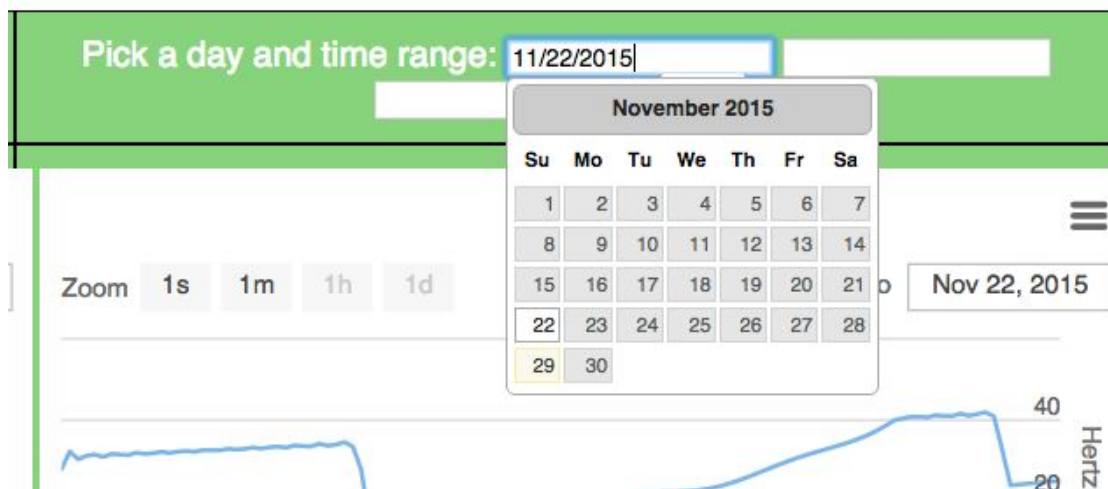 Pick a day and time range: 11/22/2015
November 2015
Su Mo Tu We Th Fr Sa
1 2 3 4 5 6 7
8 9 10 11 12 13 14
Zoom 1s 1m 1h 1d
15 16 17 18 19 20 21
o Nov 22, 2015
22 23 24 25 26 27 28
29 30
40
Hertz
20